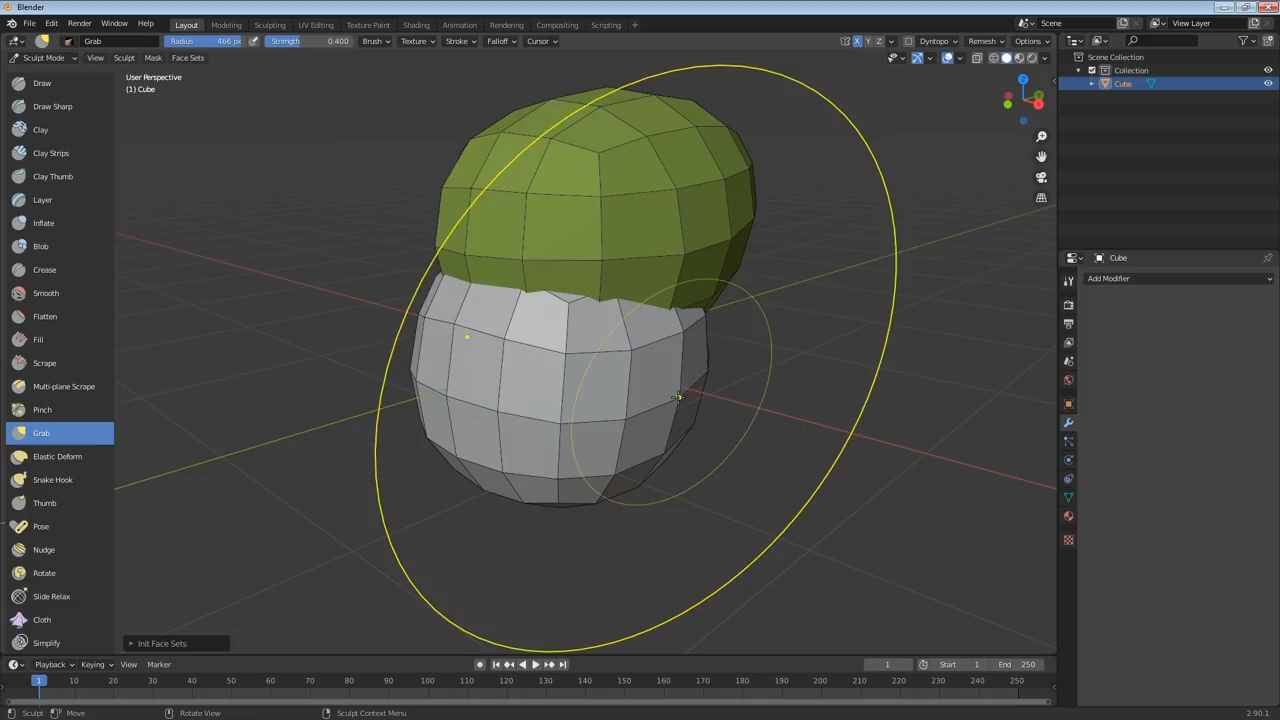 Blender
File Edit Render Window Help Layout Modeling Sculpting UV Editing Texture Paint Shading Animation Rendering Compositing Scripting + Scene View Layer
Grab Radius 466 px Strength 0.400 Brush Texture Stroke Falloff Cursor X Y Z Dyntopo Remesh Options
Sculpt Mode View Sculpt Mask Face Sets
Scene Collection
Collection
Cube
User Perspective
(1) Cube
Draw
Draw Sharp
Clay
Clay Strips
Clay Thumb
Layer
Inflate
Blob
Crease
Smooth
Flatten
Fill
Scrape
Multi-plane Scrape
Pinch
Grab
Elastic Deform
Snake Hook
Thumb
Pose
Nudge
Rotate
Slide Relax
Cloth
Simplify
Z
Cube
Add Modifier
Init Face Sets
Playback Keying View Marker 1 Start 1 End 250
1 10 20 30 40 50 60 70 80 90 100 110 120 130 140 150 160 170 180 190 200 210 220 230 240 250
Sculpt Move Rotate View Sculpt Context Menu 2.90.1